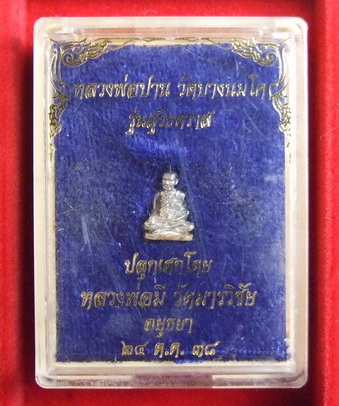 หลวงพ่อปาน วัดบางนมโค
รุ่นสุริยคราส
ปลุกเสกโดย
หลวงพ่อมี วัดมารวิชัย
อยุธยา
๒๔ ต.ค. ๓๘